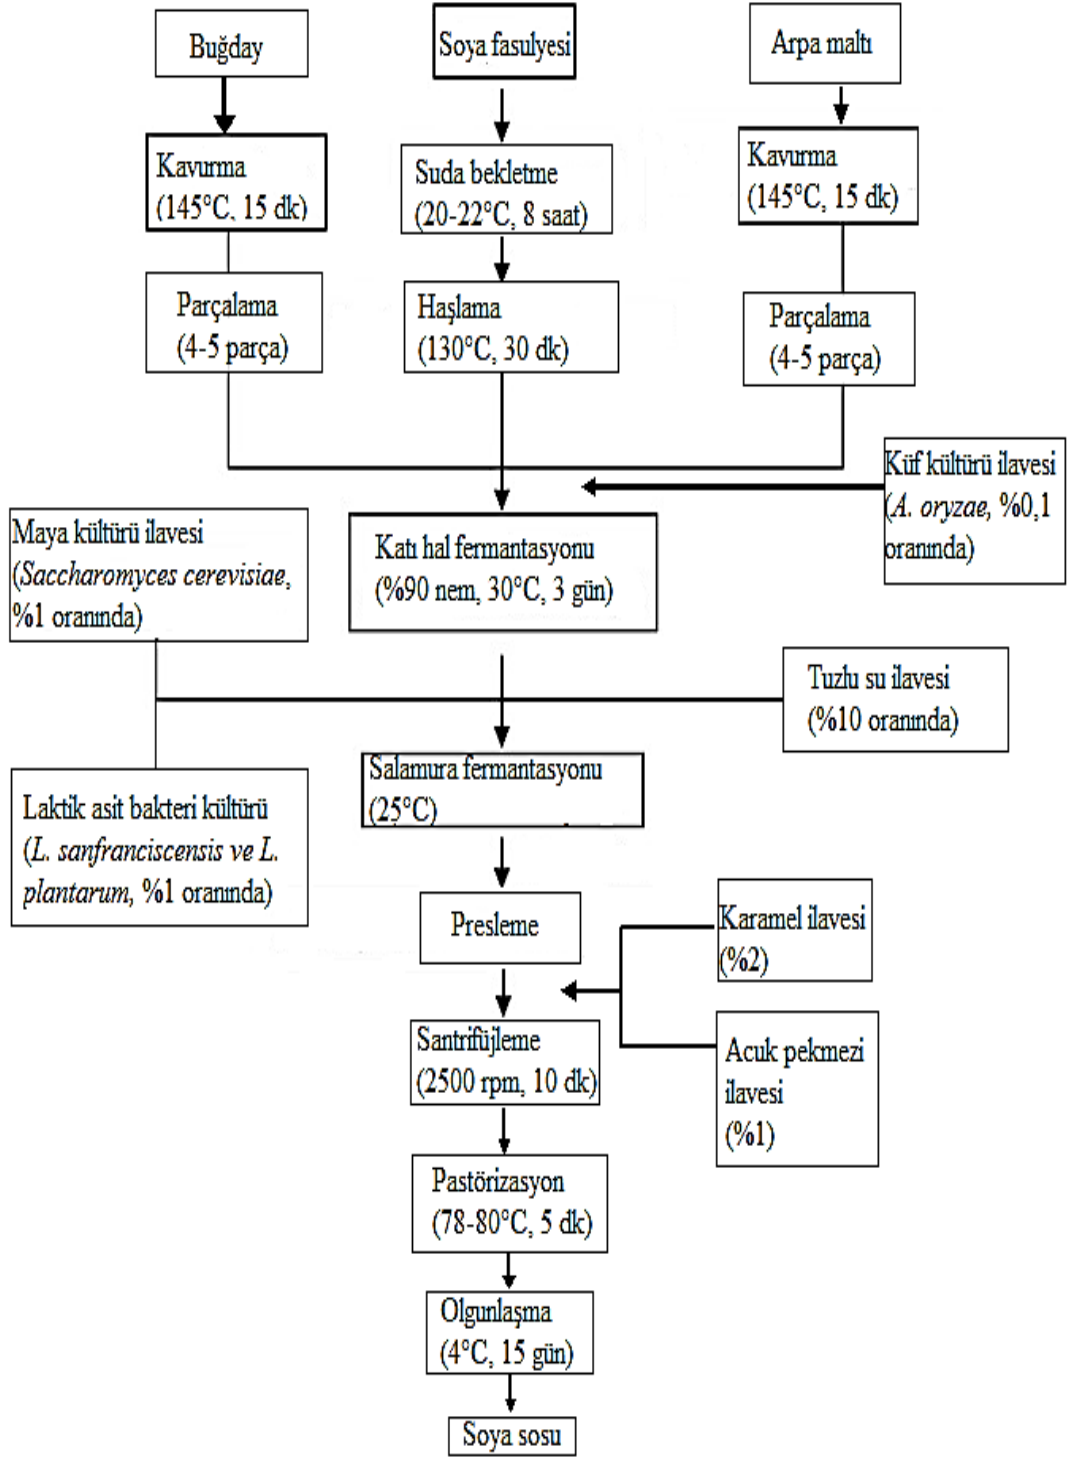 Buğday
Soya fasulyesi
Arpa maltı
Kavurma
(145°C, 15 dk)
Suda bekletme
(20-22°C, 8 saat)
Kavurma
(145°C, 15 dk)
Parçalama
(4-5 parça)
Haşlama
(130°C, 30 dk)
Parçalama
(4-5 parça)
Küf kültürü ilavesi
(A. oryzae, %0,1
oranında)
Maya kültürü ilavesi
(Saccharomyces cerevisiae,
%1 oranında)
Katı hal fermantasyonu
(%90 nem, 30°C, 3 gün)
Tuzlu su ilavesi
(%10 oranında)
Salamura fermantasyonu
(25°C)
Laktik asit bakteri kültürü
(L. sanfranciscensis ve L.
plantarum, %1 oranında)
Presleme
Karamel ilavesi
(%2)
Santrifüjleme
(2500 rpm, 10 dk)
Acuk pekmezi
ilavesi
(%1)
Pastörizasyon
(78-80°C, 5 dk)
Olgunlaşma
(4°C, 15 gün)
Soya sosu